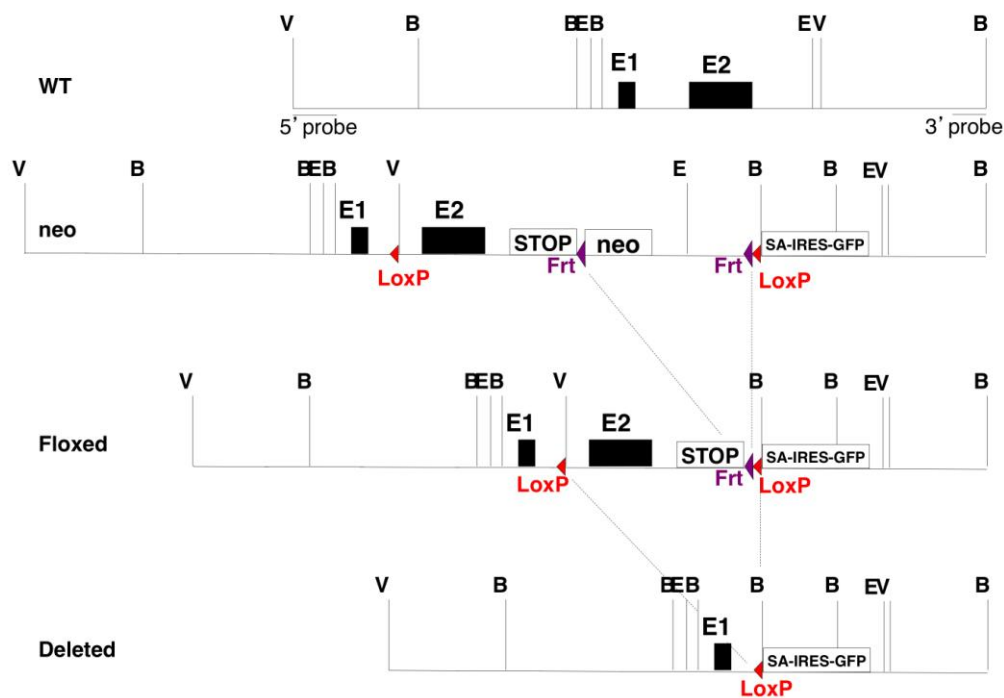 V B BEB EV B
E1 E2
WT
5' probe 3' probe
V B BEB V E B B EV B
neo E1 E2 STOP neo SA-IRES-GFP
Frt Frt
LoxP LoxP
V B BEB V B B EV B
E1 E2
Floxed STOP SA-IRES-GFP
Frt
LoxP LoxP
V B BEB B B EV B
E1
Deleted SA-IRES-GFP
LoxP